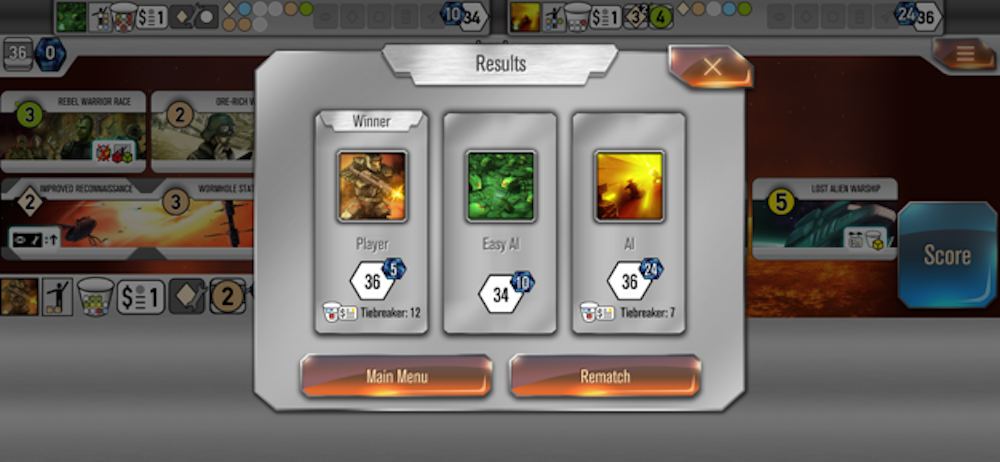 $ 1
10 34
$ 1
3 4
24 36
36 0
Results
3 REBEL WARRIOR RACE
2 ORE-RICH W
Winner
2 IMPROVED RECONNAISSANCE
3 WORMHOLE STAT
5 LOST ALIEN WARSHIP
Player
Easy AI
AI
36 5
34 10
36 24
$ Tiebreaker: 12
$ Tiebreaker: 7
Score
$ 1
2
Main Menu
Rematch